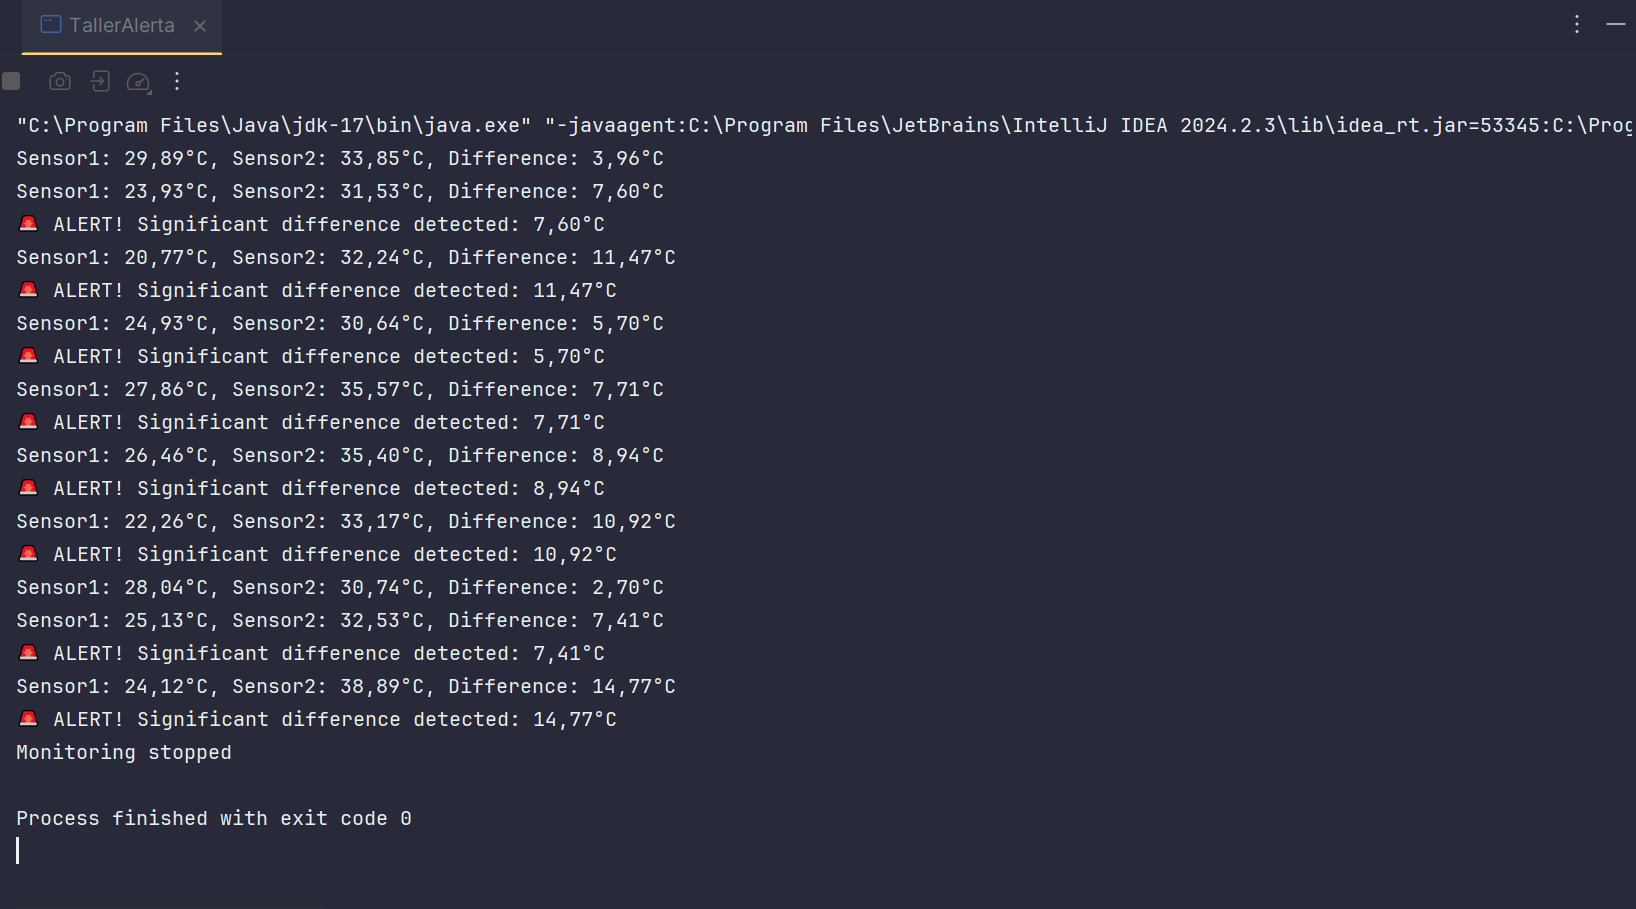 TallerAlerta
"C:\Program Files\Java\jdk-17\bin\java.exe" "-javaagent:C:\Program Files\JetBrains\IntelliJ IDEA 2024.2.3\lib\idea_rt.jar=53345:C:\Prog
Sensor1: 29,89°C, Sensor2: 33,85°C, Difference: 3,96°C
Sensor1: 23,93°C, Sensor2: 31,53°C, Difference: 7,60°C
🚨 ALERT! Significant difference detected: 7,60°C
Sensor1: 20,77°C, Sensor2: 32,24°C, Difference: 11,47°C
🚨 ALERT! Significant difference detected: 11,47°C
Sensor1: 24,93°C, Sensor2: 30,64°C, Difference: 5,70°C
🚨 ALERT! Significant difference detected: 5,70°C
Sensor1: 27,86°C, Sensor2: 35,57°C, Difference: 7,71°C
🚨 ALERT! Significant difference detected: 7,71°C
Sensor1: 26,46°C, Sensor2: 35,40°C, Difference: 8,94°C
🚨 ALERT! Significant difference detected: 8,94°C
Sensor1: 22,26°C, Sensor2: 33,17°C, Difference: 10,92°C
🚨 ALERT! Significant difference detected: 10,92°C
Sensor1: 28,04°C, Sensor2: 30,74°C, Difference: 2,70°C
Sensor1: 25,13°C, Sensor2: 32,53°C, Difference: 7,41°C
🚨 ALERT! Significant difference detected: 7,41°C
Sensor1: 24,12°C, Sensor2: 38,89°C, Difference: 14,77°C
🚨 ALERT! Significant difference detected: 14,77°C
Monitoring stopped
Process finished with exit code 0